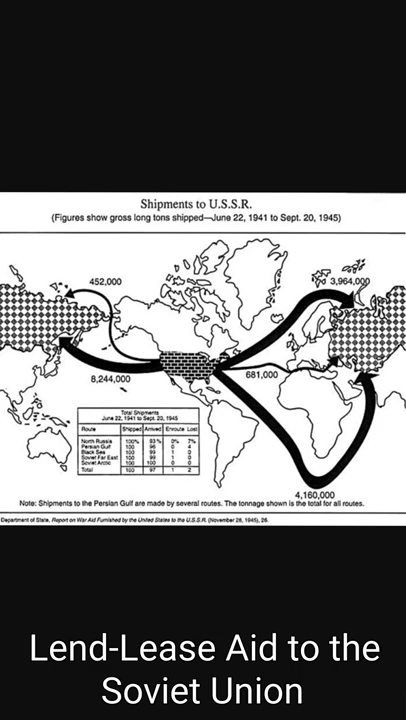 Shipments to U.S.S.R.
(Figures show gross long tons shipped—June 22, 1941 to Sept. 20, 1945)
452,000
3,964,000
8,244,000
681,000
Total Shipments
June 22, 1941 to Sept. 20, 1945
Route Shipped Arrived Enroute Lost
North Russia 100% 93% 0% 7%
Persian Gulf 100 96 0 4
Black Sea 100 99 1 0
Soviet Far East 100 99 1 0
Soviet Arctic 100 100 0 0
Total 100 97 1 2
4,160,000
Note: Shipments to the Persian Gulf are made by several routes. The tonnage shown is the total for all routes.
Department of State, Report on War Aid Furnished by the United States to the U.S.S.R. (November 28, 1945), 26.
Lend-Lease Aid to the
Soviet Union